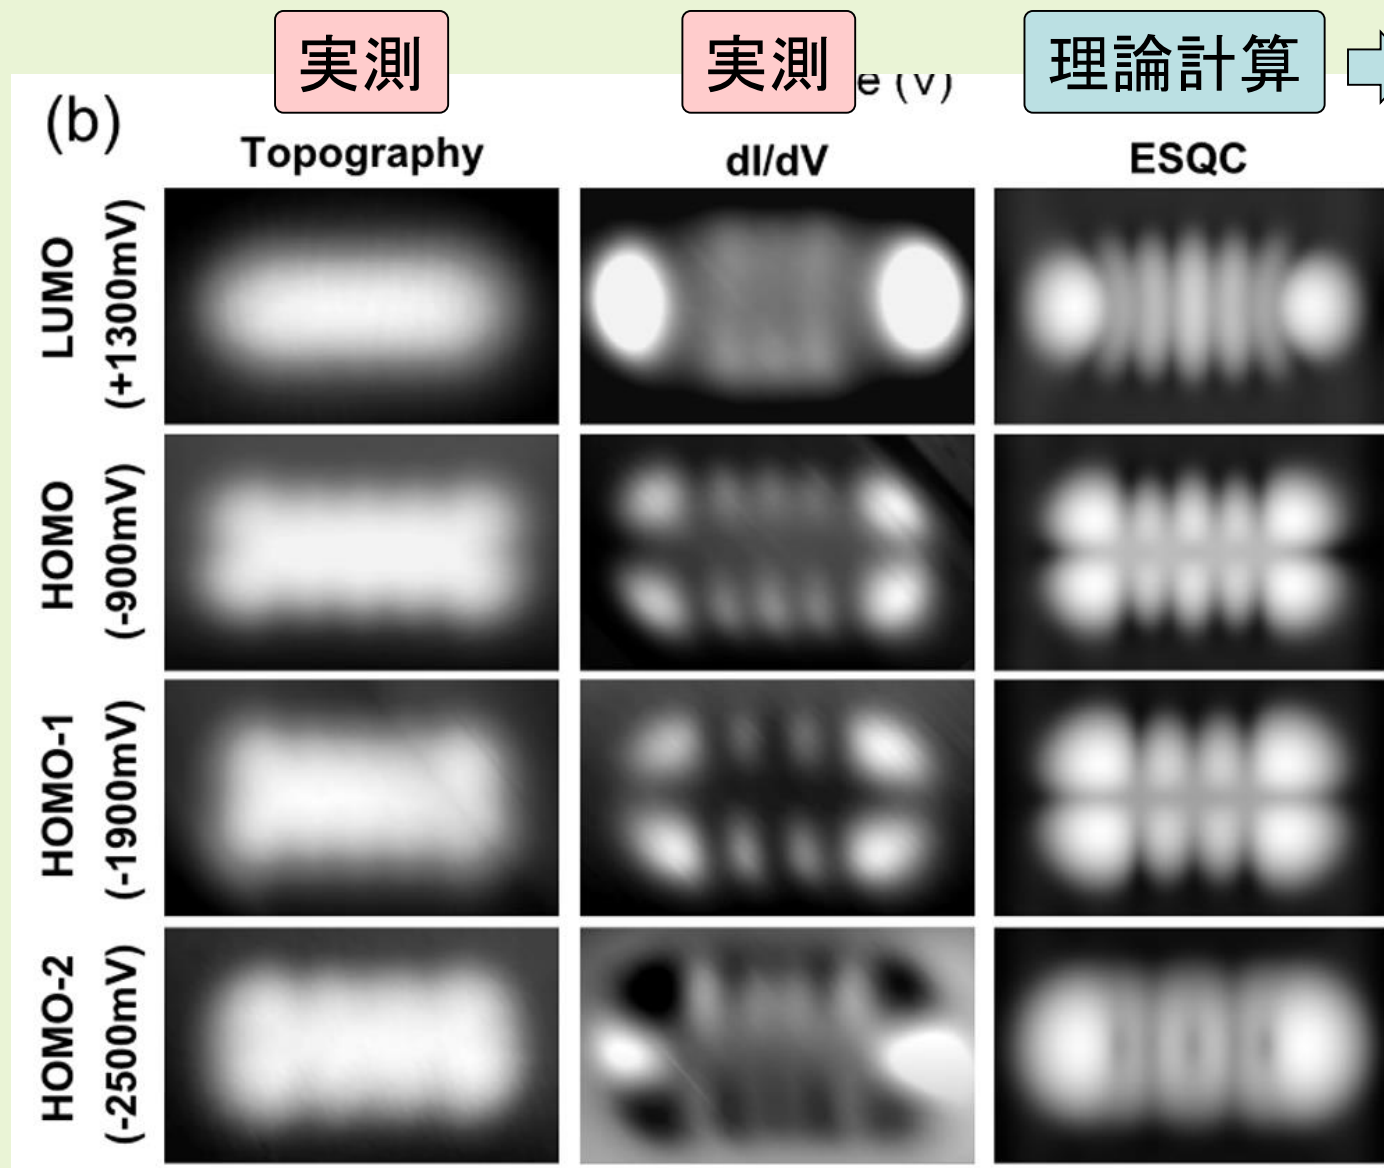 実測
実測
理論計算
e (V)
(b)
Topography
dI/dV
ESQC
LUMO
(+1300mV)
HOMO
(-900mV)
HOMO-1
(-1900mV)
HOMO-2
(-2500mV)